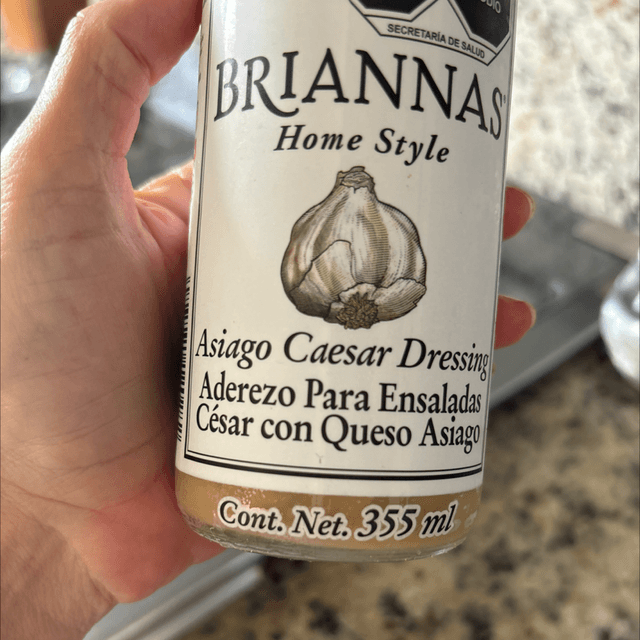 SECRETARÍA DE SALUD
BRIANNAS
Home Style
Asiago Caesar Dressing
Aderezo Para Ensaladas
César con Queso Asiago
Cont. Net. 355 ml